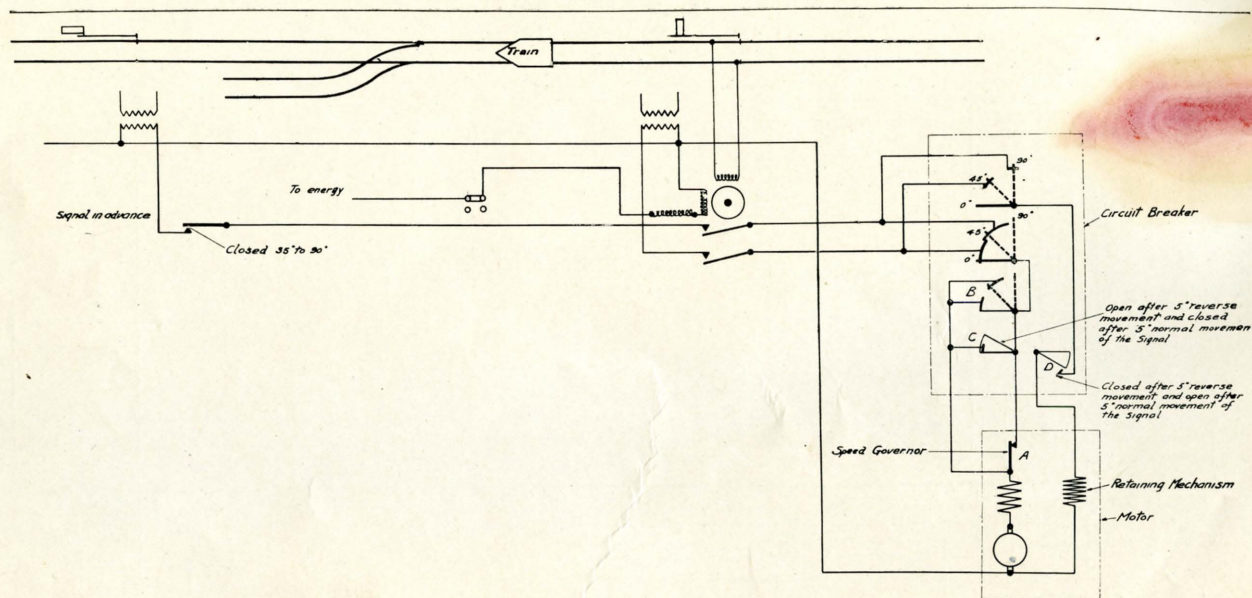 Train
To energy
Signal in advance
Closed 35° to 90°
90°
45°
0°
90°
45°
0°
Circuit Breaker
B
Open after 5° reverse
movement and closed
after 5° normal movemen
of the Signal
C
D
Closed after 5° reverse
movement and open after
5° normal movement of
the Signal
Speed Governor
A
Retaining Mechanism
Motor